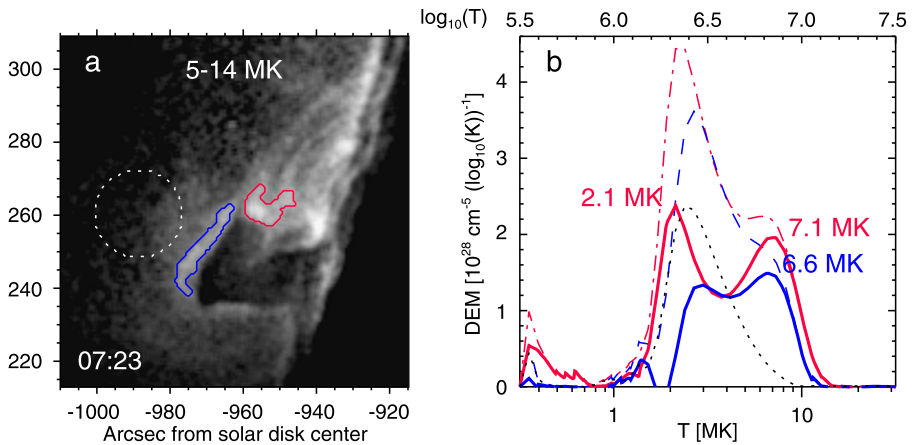 log10(T)
5.5 6.0 6.5 7.0 7.5
300
280
260
240
220
a
5-14 MK
07:23
-1000 -980 -960 -940 -920
Arcsec from solar disk center
b
4
3
2
1
0
DEM [10^28 cm^-5 (log10(K))^-1]
2.1 MK
7.1 MK
6.6 MK
1 10
T [MK]